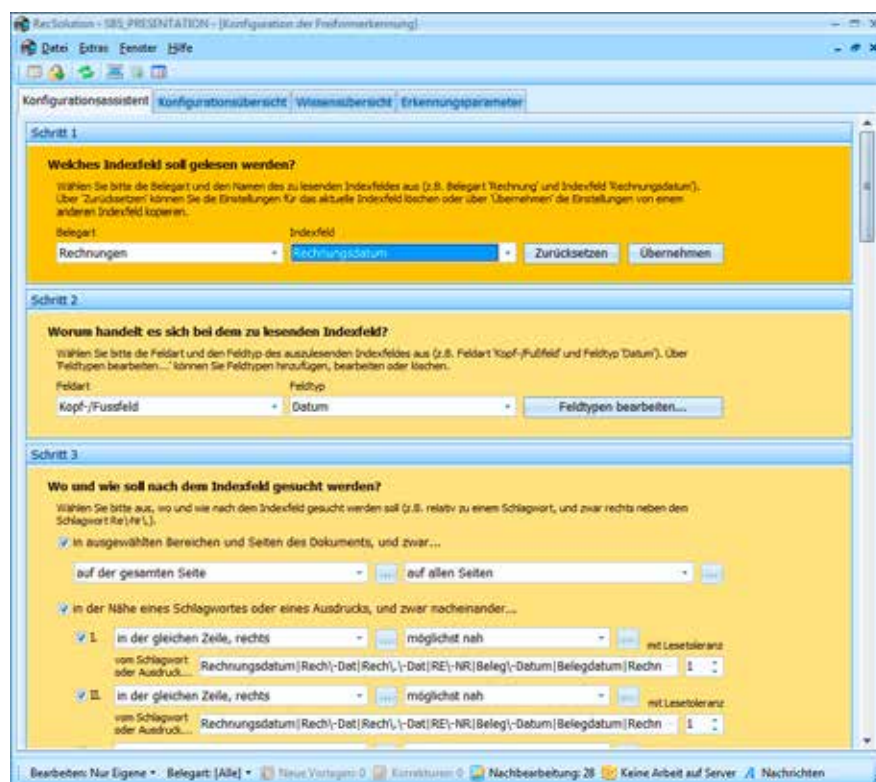 RecSolution - SBS_PRESENTATION - [Konfiguration der Freiformerkennung]
Datei Extras Fenster Hilfe
Konfigurationsassistent Konfigurationsübersicht Wissensübersicht Erkennungsparameter
Schritt 1
Welches Indexfeld soll gelesen werden?
Wählen Sie bitte die Belegart und den Namen des zu lesenden Indexfeldes aus (z.B. Belegart 'Rechnung' und Indexfeld 'Rechnungsdatum').
Über 'Zurücksetzen' können Sie die Einstellungen für das aktuelle Indexfeld löschen oder über 'Übernehmen' die Einstellungen von einem
anderen Indexfeld kopieren.
Belegart Indexfeld
Rechnungen Rechnungsdatum Zurücksetzen Übernehmen
Schritt 2
Worum handelt es sich bei dem zu lesenden Indexfeld?
Wählen Sie bitte die Feldart und den Feldtyp des auszulesenden Indexfeldes aus (z.B. Feldart 'Kopf-/Fußfeld' und Feldtyp 'Datum'). Über
'Feldtypen bearbeiten...' können Sie Feldtypen hinzufügen, bearbeiten oder löschen.
Feldart Feldtyp
Kopf-/Fussfeld Datum Feldtypen bearbeiten...
Schritt 3
Wo und wie soll nach dem Indexfeld gesucht werden?
Wählen Sie bitte aus, wo und wie nach dem Indexfeld gesucht werden soll (z.B. relativ zu einem Schlagwort, und zwar rechts neben dem
Schlagwort Re\-Nr\.).
in ausgewählten Bereichen und Seiten des Dokuments, und zwar...
auf der gesamten Seite ... auf allen Seiten ...
in der Nähe eines Schlagwortes oder eines Ausdrucks, und zwar nacheinander...
I. in der gleichen Zeile, rechts ... möglichst nah ... mit Lesetoleranz
vom Schlagwort oder Ausdruck... Rechnungsdatum|Rech\-Dat|Rech\.\-Dat|RE\-NR|Beleg\-Datum|Belegdatum|Rechn 1
II. in der gleichen Zeile, rechts ... möglichst nah ... mit Lesetoleranz
vom Schlagwort oder Ausdruck... Rechnungsdatum|Rech\-Dat|Rech\.\-Dat|RE\-NR|Beleg\-Datum|Belegdatum|Rechn 1
Bearbeiten: Nur Eigene Belegart: [Alle] Neue Vorlagen: 0 Korrekturen: 0 Nachbearbeitung: 28 Keine Arbeit auf Server Nachrichten